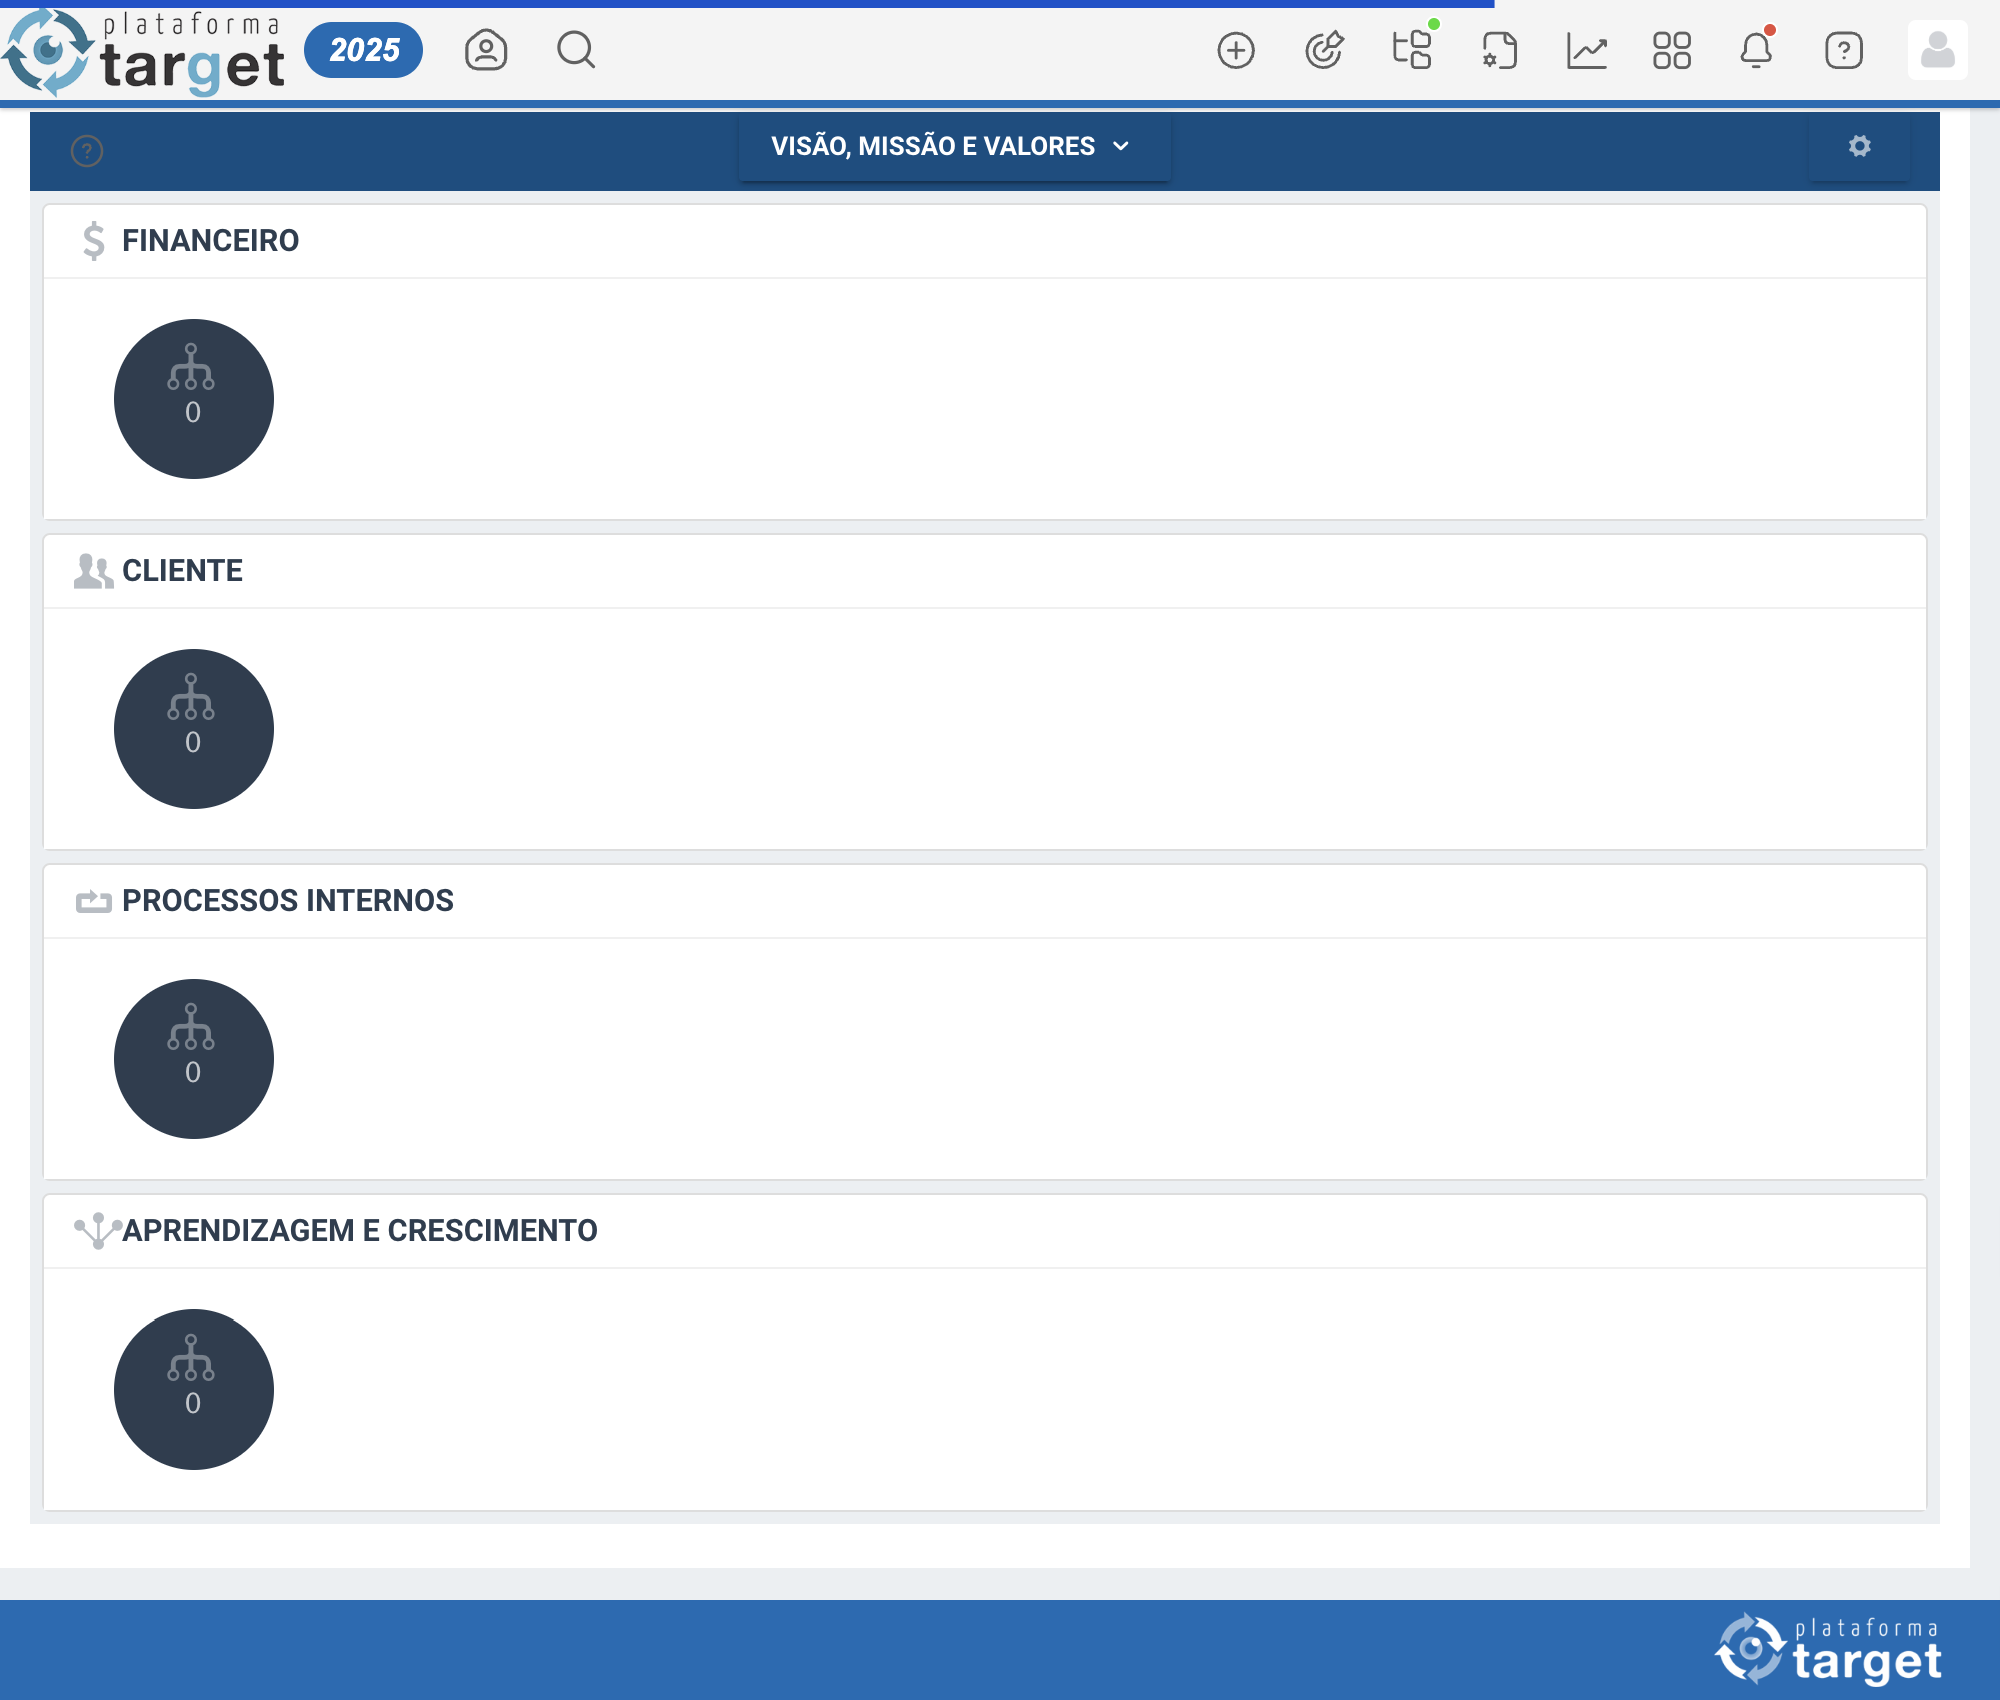 plataforma
target
2025
?
?
VISÃO, MISSÃO E VALORES
$ FINANCEIRO
0
CLIENTE
0
PROCESSOS INTERNOS
0
APRENDIZAGEM E CRESCIMENTO
0
plataforma
target